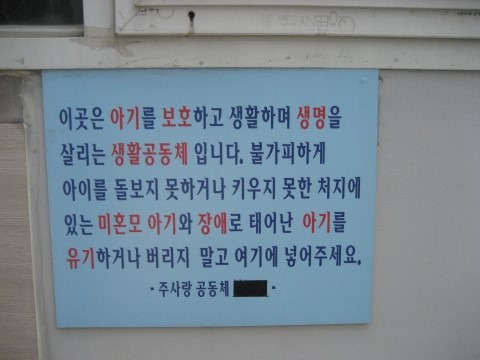 이곳은 아기를 보호하고 생활하며 생명을
살리는 생활공동체 입니다. 불가피하게
아이를 돌보지 못하거나 키우지 못한 처지에
있는 미혼모 아기와 장애로 태어난 아기를
유기하거나 버리지 말고 여기에 넣어주세요.
· 주사랑 공동체 ·